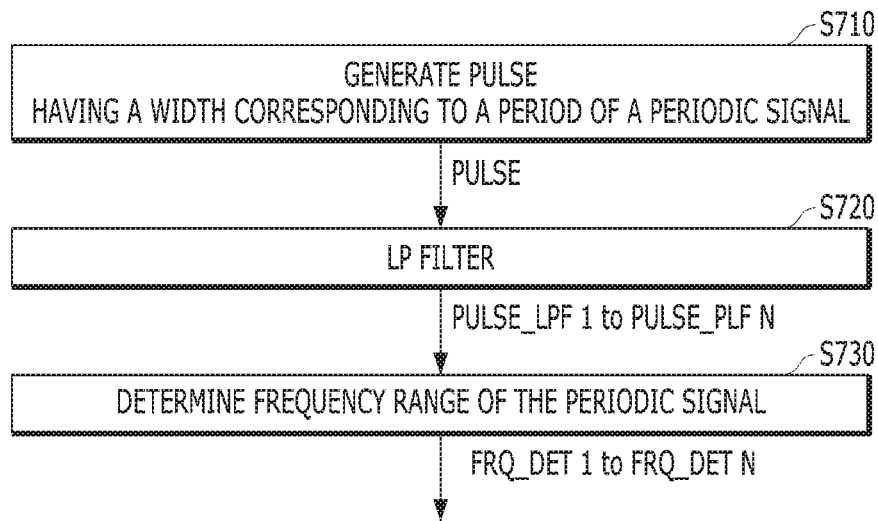 S710
GENERATE PULSE
HAVING A WIDTH CORRESPONDING TO A PERIOD OF A PERIODIC SIGNAL
PULSE
S720
LP FILTER
PULSE_LPF 1 to PULSE_PLF N
S730
DETERMINE FREQUENCY RANGE OF THE PERIODIC SIGNAL
FRQ_DET 1 to FRQ_DET N